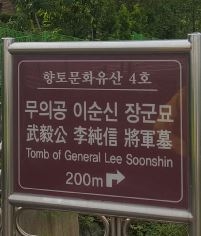 향토문화유산 4호
무의공 이순신 장군묘
武毅公 李純信 將軍墓
Tomb of General Lee Soonshin
200m